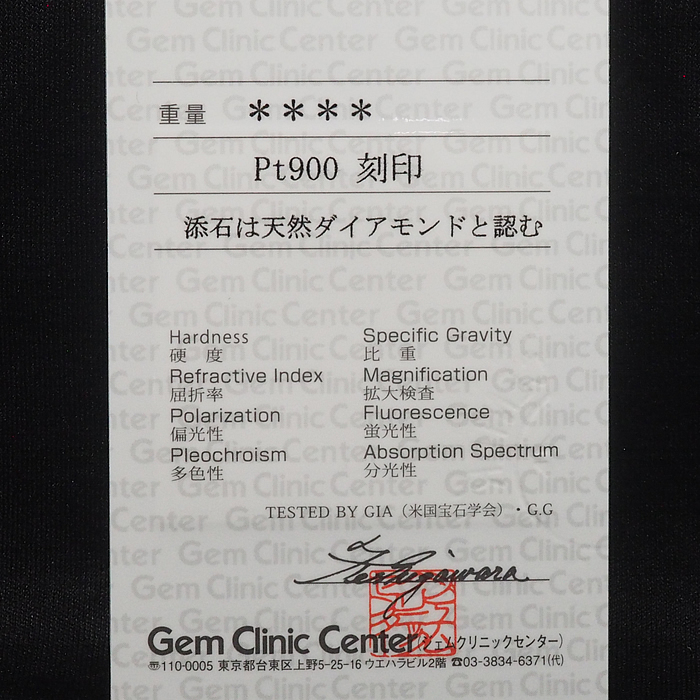 重量 ＊＊＊＊
Pt900 刻印
添石は天然ダイアモンドと認む
Hardness Specific Gravity
硬 度 比 重
Refractive Index Magnification
屈折率 拡大検査
Polarization Fluorescence
偏光性 蛍光性
Pleochroism Absorption Spectrum
多色性 分光性
TESTED BY GIA（米国宝石学会）・G.G
Gem Clinic Center（ジェムクリニックセンター）
〠110-0005 東京都台東区上野5-25-16 ウエハラビル2階 ☎03-3834-6371(代)